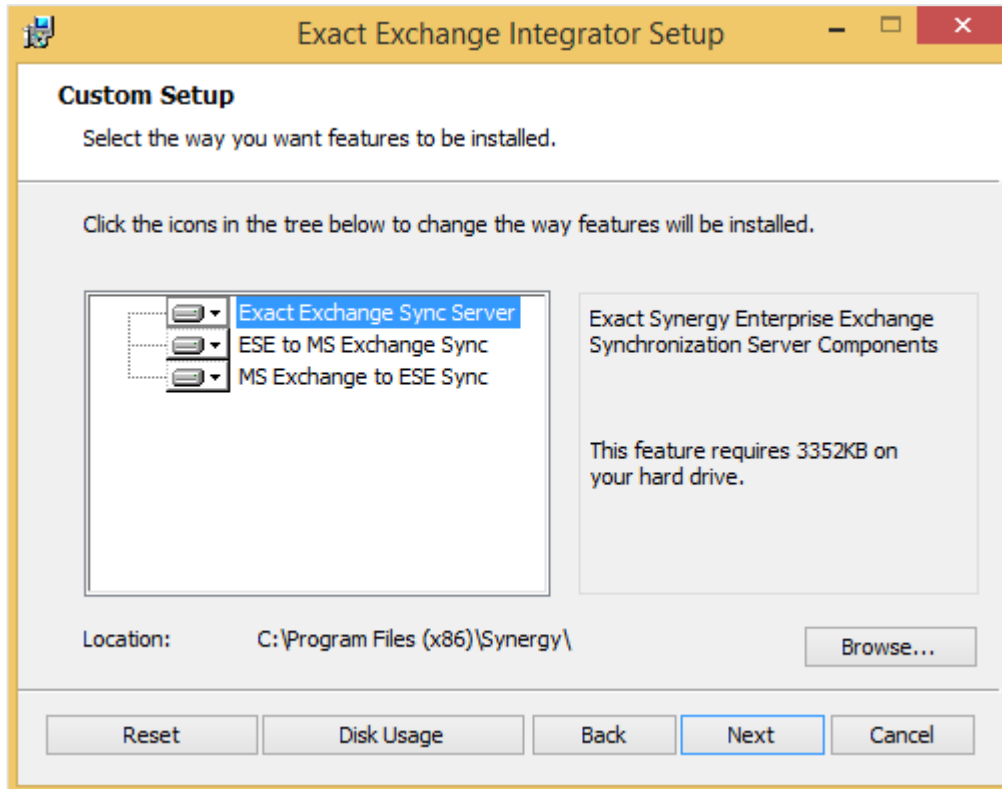 Exact Exchange Integrator Setup
Custom Setup
Select the way you want features to be installed.
Click the icons in the tree below to change the way features will be installed.
Exact Exchange Sync Server
ESE to MS Exchange Sync
MS Exchange to ESE Sync
Exact Synergy Enterprise Exchange
Synchronization Server Components
This feature requires 3352KB on
your hard drive.
Location: C:\Program Files (x86)\Synergy\
Browse...
Reset Disk Usage Back Next Cancel